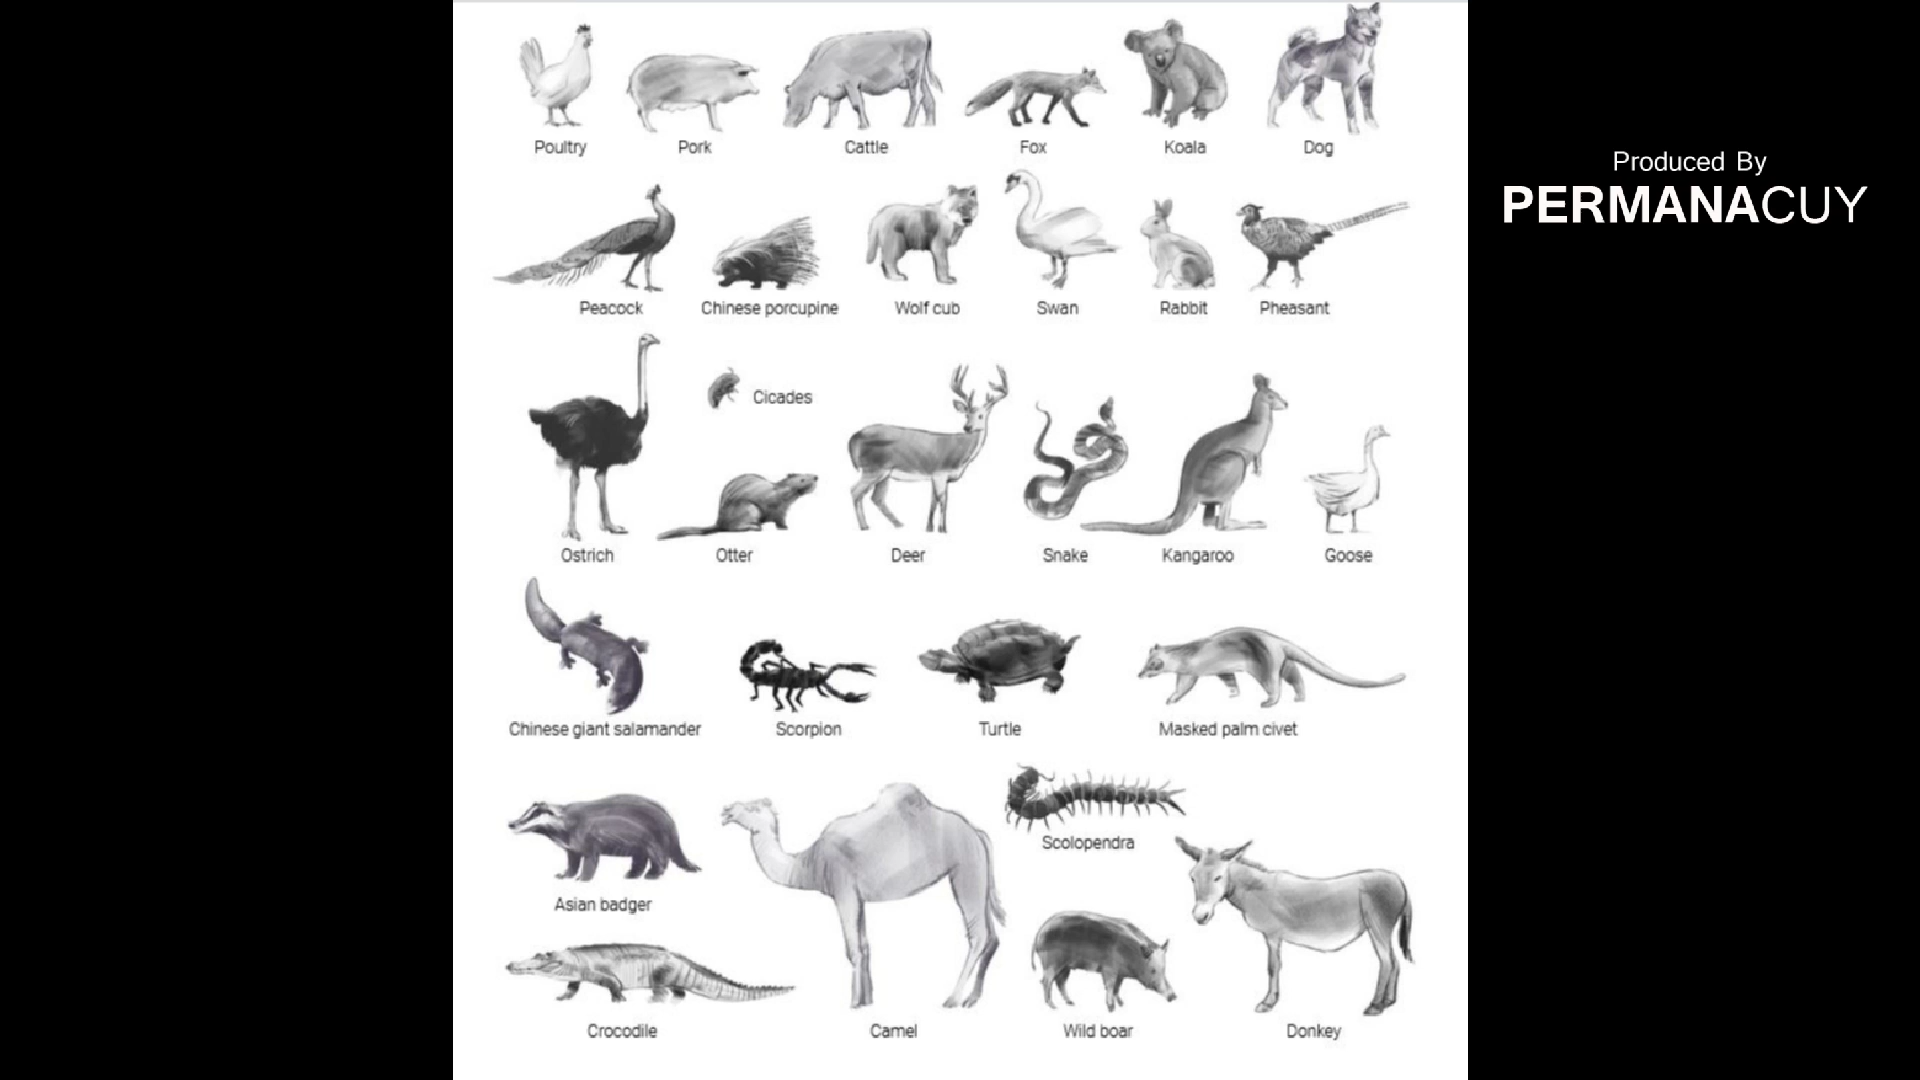 Poultry
Pork
Cattle
Fox
Koala
Dog
Produced By
PERMANACUY
Peacock
Chinese porcupine
Wolf cub
Swan
Rabbit
Pheasant
Cicades
Ostrich
Otter
Deer
Snake
Kangaroo
Goose
Chinese giant salamander
Scorpion
Turtle
Masked palm civet
Scolopendra
Asian badger
Crocodile
Camel
Wild boar
Donkey